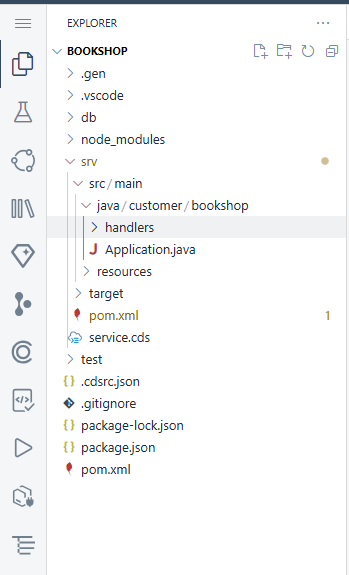 EXPLORER
BOOKSHOP
.gen
.vscode
db
node_modules
srv
src / main
java / customer / bookshop
handlers
Application.java
resources
target
pom.xml 1
service.cds
test
.cdsrc.json
.gitignore
package-lock.json
package.json
pom.xml